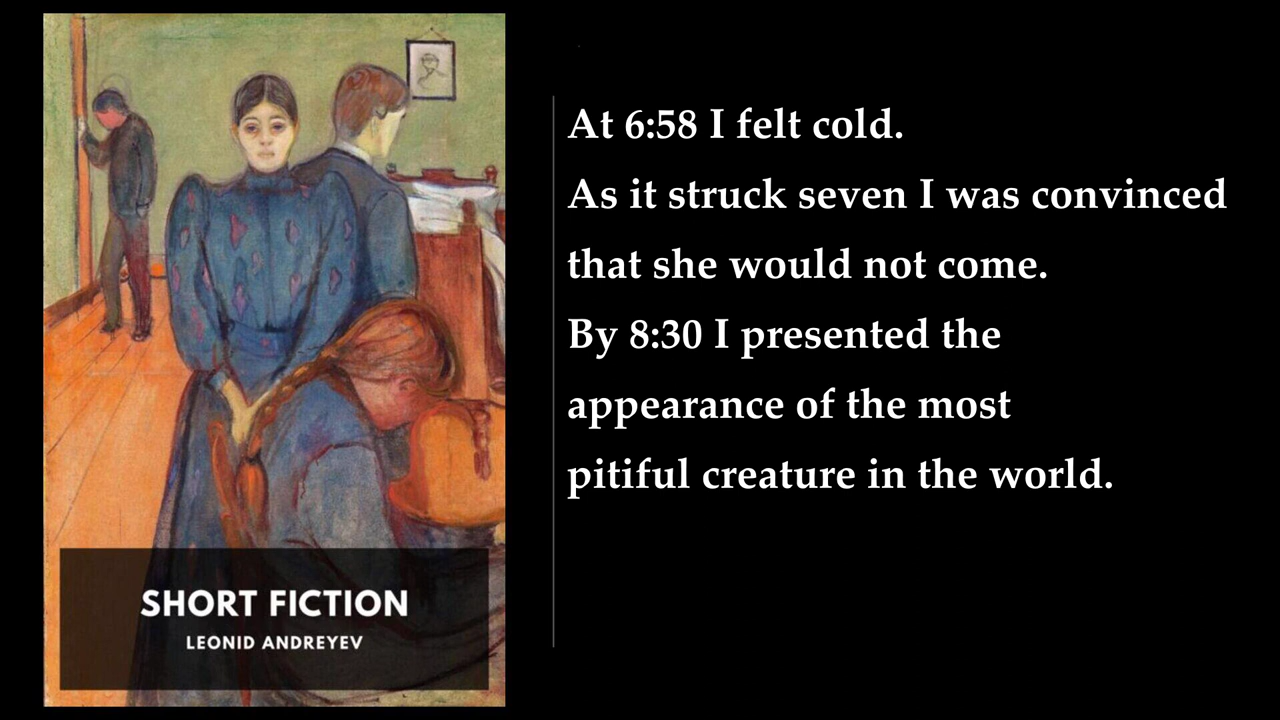 At 6:58 I felt cold.
As it struck seven I was convinced
that she would not come.
By 8:30 I presented the
appearance of the most
pitiful creature in the world.
SHORT FICTION
LEONID ANDREYEV